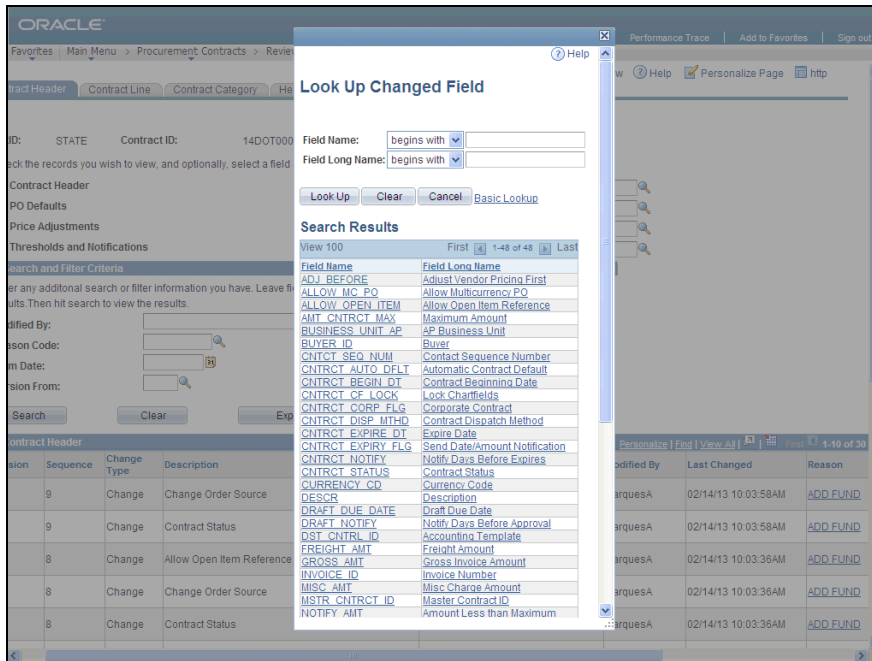 ORACLE
Performance Trace | Add to Favorites | Sign out
Favorites | Main Menu > Procurement Contracts > Review
Help
w Help Personalize Page http
tract Header Contract Line Contract Category He
Look Up Changed Field
ID: STATE Contract ID: 14DOT000
Field Name: begins with
eck the records you wish to view, and optionally, select a field
Field Long Name: begins with
Contract Header
PO Defaults
Price Adjustments
Thresholds and Notifications
Look Up Clear Cancel Basic Lookup
Search Results
View 100 First 1-48 of 48 Last
Field Name Field Long Name
ADJ_BEFORE Adjust Vendor Pricing First
ALLOW_MC_PO Allow Multicurrency PO
ALLOW_OPEN_ITEM Allow Open Item Reference
AMT_CNTRCT_MAX Maximum Amount
BUSINESS_UNIT_AP AP Business Unit
BUYER_ID Buyer
CNTCT_SEQ_NUM Contact Sequence Number
CNTRCT_AUTO_DFLT Automatic Contract Default
CNTRCT_BEGIN_DT Contract Beginning Date
CNTRCT_CF_LOCK Lock Chartfields
CNTRCT_CORP_FLG Corporate Contract
CNTRCT_DISP_MTHD Contract Dispatch Method
CNTRCT_EXPIRE_DT Expire Date
CNTRCT_EXPIRY_FLG Send Date/Amount Notification
CNTRCT_NOTIFY Notify Days Before Expires
CNTRCT_STATUS Contract Status
CURRENCY_CD Currency Code
DESCR Description
DRAFT_DUE_DATE Draft Due Date
DRAFT_NOTIFY Notify Days Before Approval
DST_CNTRL_ID Accounting Template
FREIGHT_AMT Freight Amount
GROSS_AMT Gross Invoice Amount
INVOICE_ID Invoice Number
MISC_AMT Misc Charge Amount
MSTR_CNTRCT_ID Master Contract ID
NOTIFY_AMT Amount Less than Maximum
earch and Filter Criteria
er any additonal search or filter information you have. Leave fi
ults.Then hit search to view the results.
dified By:
ason Code:
m Date:
rsion From:
Search Clear Exp
ontract Header Personalize | Find | View All | First 1-10 of 30
sion Sequence Change Type Description odified By Last Changed Reason
9 Change Change Order Source arquesA 02/14/13 10:03:58AM ADD FUND
9 Change Contract Status arquesA 02/14/13 10:03:58AM ADD FUND
8 Change Allow Open Item Reference arquesA 02/14/13 10:03:36AM ADD FUND
8 Change Change Order Source arquesA 02/14/13 10:03:36AM ADD FUND
8 Change Contract Status arquesA 02/14/13 10:03:36AM ADD FUND